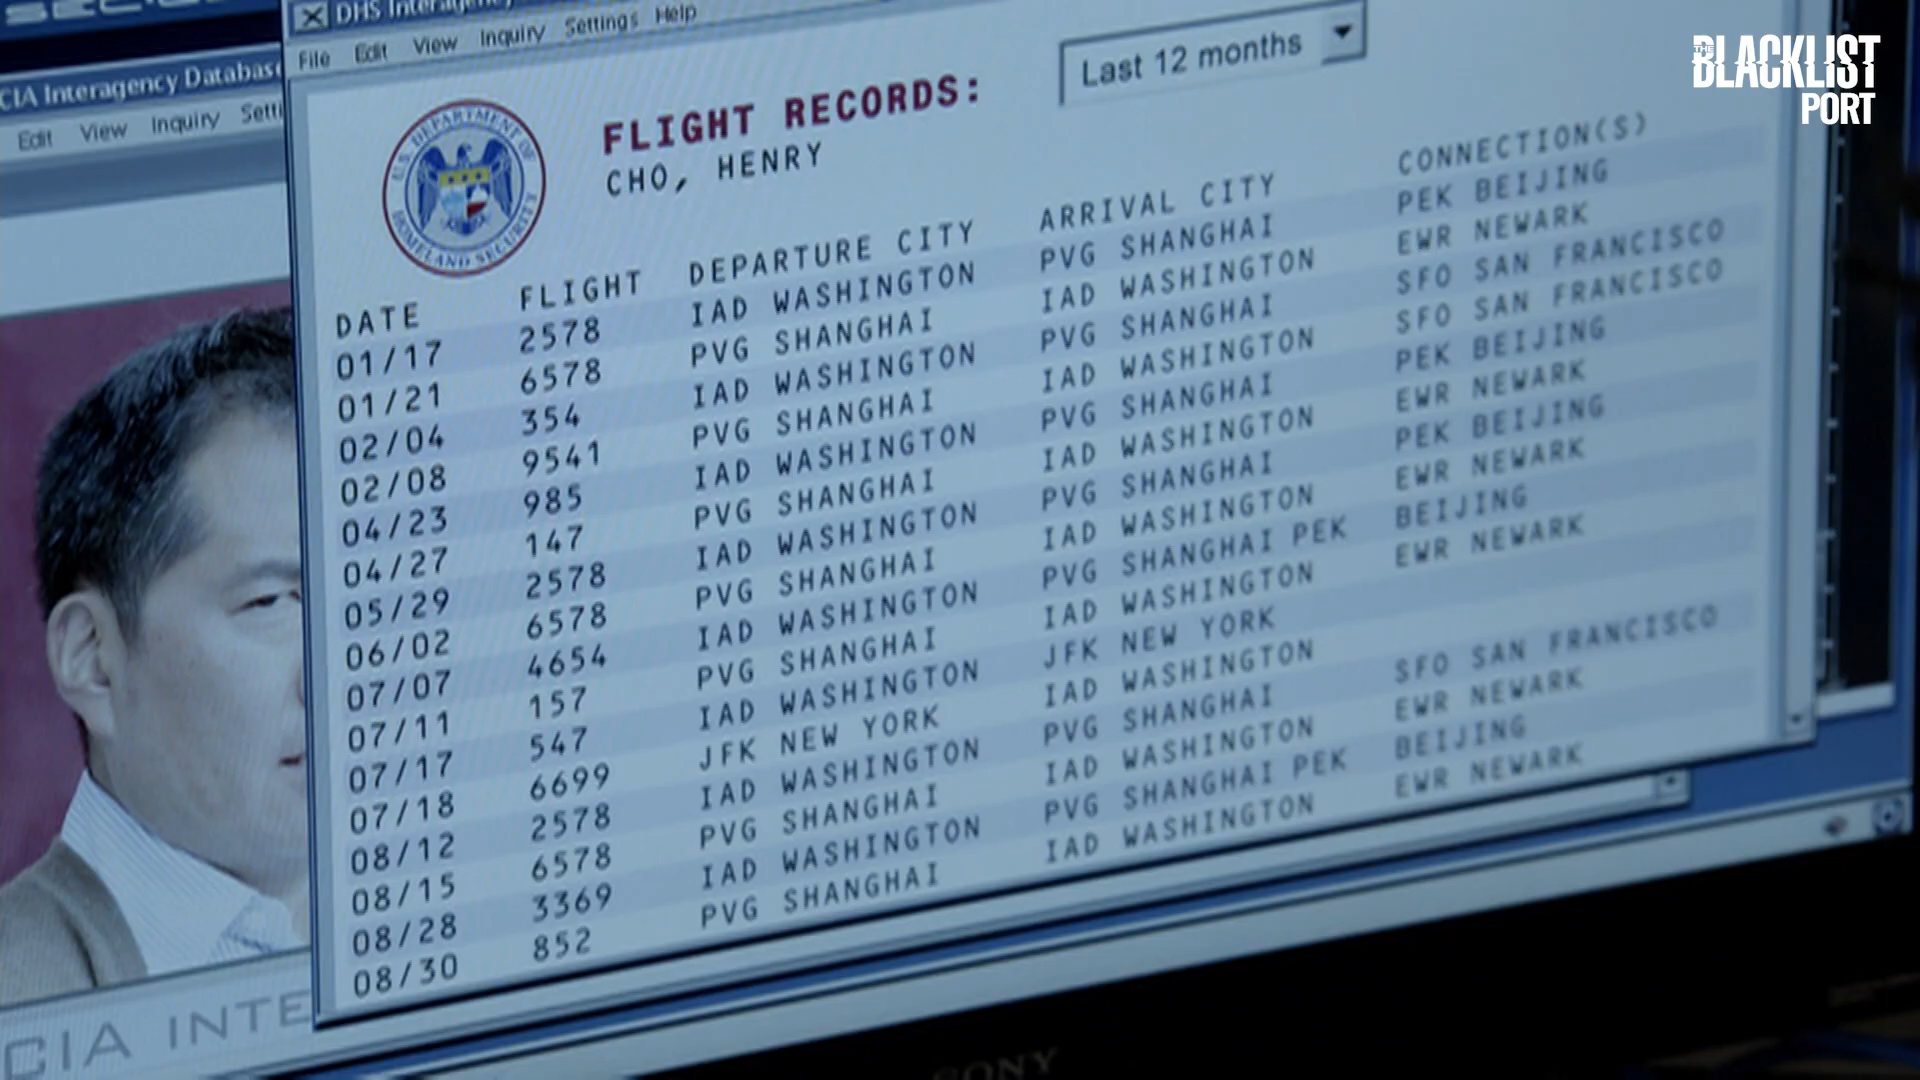 DHS
File Edit View Inquiry Settings Help
CIA Interagency Database
Edit View Inquiry
Last 12 months
THE BLACKLIST
PORT
U.S. DEPARTMENT OF
HOMELAND SECURITY
FLIGHT RECORDS:
CHO, HENRY
DATE FLIGHT DEPARTURE CITY ARRIVAL CITY CONNECTION(S)
01/17 2578 IAD WASHINGTON PVG SHANGHAI PEK BEIJING
01/21 6578 PVG SHANGHAI IAD WASHINGTON EWR NEWARK
02/04 354 IAD WASHINGTON PVG SHANGHAI SFO SAN FRANCISCO
02/08 9541 PVG SHANGHAI IAD WASHINGTON SFO SAN FRANCISCO
04/23 985 IAD WASHINGTON PVG SHANGHAI PEK BEIJING
04/27 147 PVG SHANGHAI IAD WASHINGTON EWR NEWARK
05/29 2578 IAD WASHINGTON PVG SHANGHAI PEK BEIJING
06/02 6578 PVG SHANGHAI IAD WASHINGTON EWR NEWARK
07/07 4654 IAD WASHINGTON PVG SHANGHAI PEK BEIJING
07/11 157 PVG SHANGHAI IAD WASHINGTON EWR NEWARK
07/17 547 IAD WASHINGTON JFK NEW YORK
07/18 6699 JFK NEW YORK IAD WASHINGTON
08/12 2578 IAD WASHINGTON PVG SHANGHAI SFO SAN FRANCISCO
08/15 6578 PVG SHANGHAI IAD WASHINGTON EWR NEWARK
08/28 3369 IAD WASHINGTON PVG SHANGHAI PEK BEIJING
08/30 852 PVG SHANGHAI IAD WASHINGTON EWR NEWARK
CIA INTE
SONY